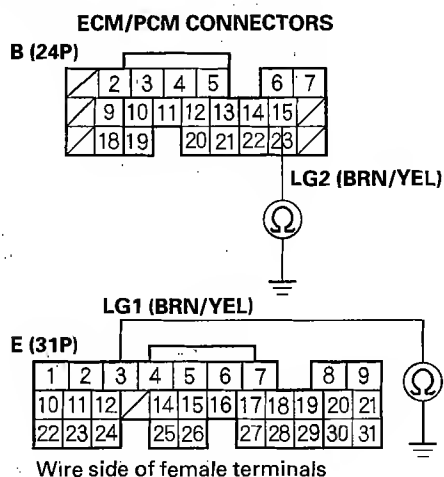 ECM/PCM CONNECTORS
B (24P)
2 3 4 5 6 7
9 10 11 12 13 14 15
18 19 20 21 22 23
LG2 (BRN/YEL)
Ω
LG1 (BRN/YEL)
E (31P)
1 2 3 4 5 6 7 8 9
Ω
10 11 12 14 15 16 17 18 19 20 21
22 23 24 25 26 27 28 29 30 31
Wire side of female terminals